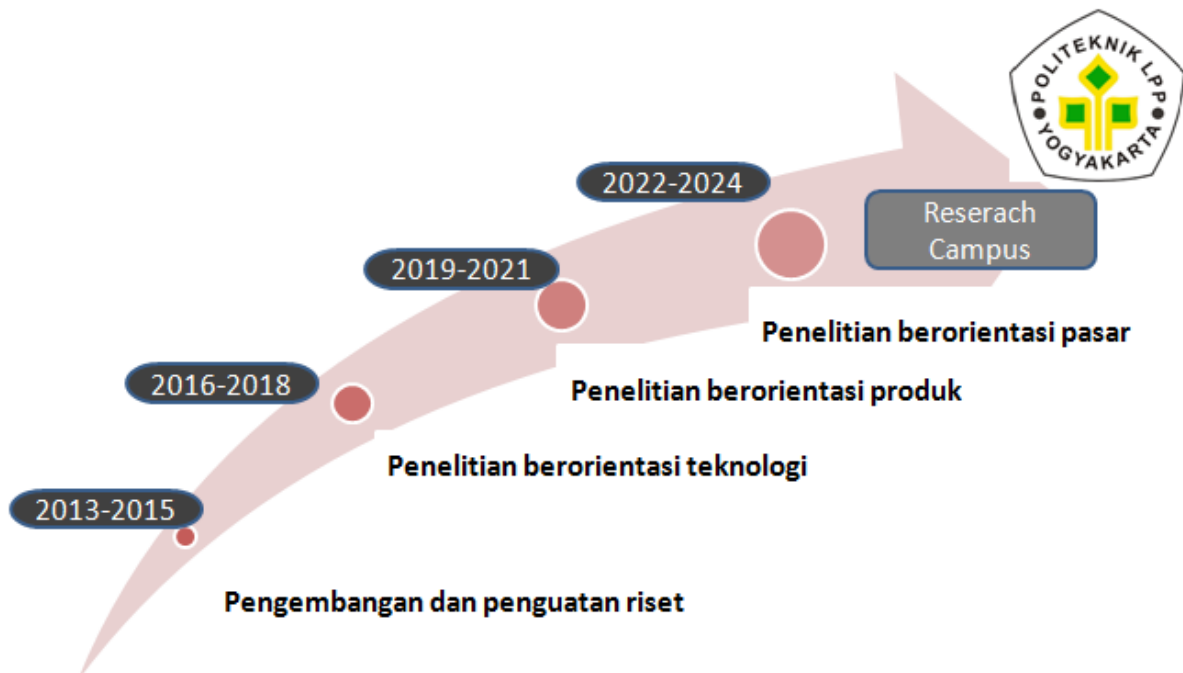 POLITEKNIK LPP
YOGYAKARTA
2022-2024
Reserach
Campus
2019-2021
Penelitian berorientasi pasar
2016-2018
Penelitian berorientasi produk
Penelitian berorientasi teknologi
2013-2015
Pengembangan dan penguatan riset